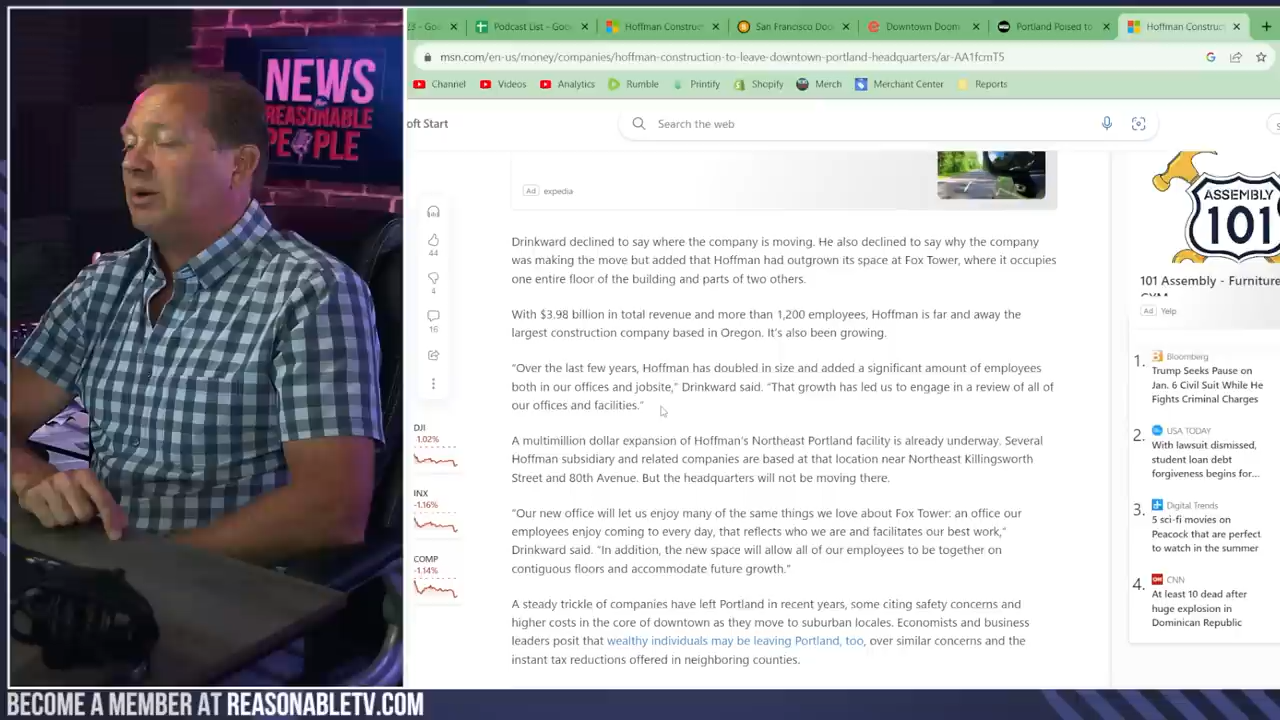 NEWS
for
REASONABLE
PEOPLE
BECOME A MEMBER AT REASONABLETV.COM
Podcast List - Goo
Hoffman Construc
San Francisco Doo
Downtown Doom
Portland Poised to
Hoffman Construc
msn.com/en-us/money/companies/hoffman-construction-to-leave-downtown-portland-headquarters/ar-AA1fcmT5
Channel
Videos
Analytics
Rumble
Printify
Shopify
Merch
Merchant Center
Reports
oft Start
Search the web
Ad expedia
44
4
16
DJI
-1.02%
INX
-1.16%
COMP
-1.14%
Drinkward declined to say where the company is moving. He also declined to say why the company
was making the move but added that Hoffman had outgrown its space at Fox Tower, where it occupies
one entire floor of the building and parts of two others.
With $3.98 billion in total revenue and more than 1,200 employees, Hoffman is far and away the
largest construction company based in Oregon. It's also been growing.
“Over the last few years, Hoffman has doubled in size and added a significant amount of employees
both in our offices and jobsite,” Drinkward said. “That growth has led us to engage in a review of all of
our offices and facilities.”
A multimillion dollar expansion of Hoffman's Northeast Portland facility is already underway. Several
Hoffman subsidiary and related companies are based at that location near Northeast Killingsworth
Street and 80th Avenue. But the headquarters will not be moving there.
“Our new office will let us enjoy many of the same things we love about Fox Tower: an office our
employees enjoy coming to every day, that reflects who we are and facilitates our best work,”
Drinkward said. “In addition, the new space will allow all of our employees to be together on
contiguous floors and accommodate future growth.”
A steady trickle of companies have left Portland in recent years, some citing safety concerns and
higher costs in the core of downtown as they move to suburban locales. Economists and business
leaders posit that wealthy individuals may be leaving Portland, too, over similar concerns and the
instant tax reductions offered in neighboring counties.
ASSEMBLY
101
101 Assembly - Furniture
Ad Yelp
1. Bloomberg
Trump Seeks Pause on
Jan. 6 Civil Suit While He
Fights Criminal Charges
2. USA TODAY
With lawsuit dismissed,
student loan debt
forgiveness begins for...
3. Digital Trends
5 sci-fi movies on
Peacock that are perfect
to watch in the summer
4. CNN
At least 10 dead after
huge explosion in
Dominican Republic